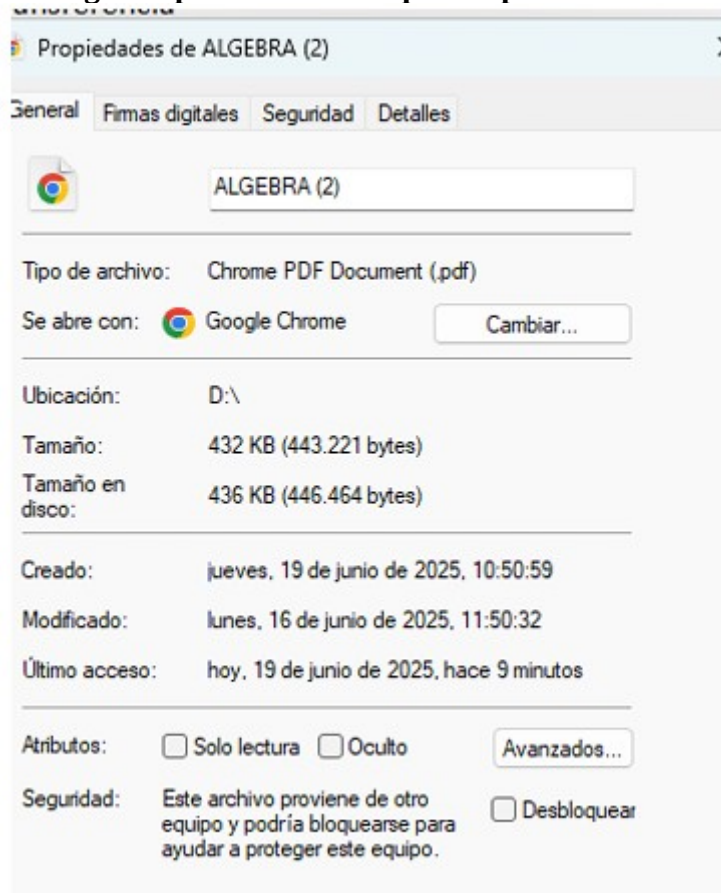 Propiedades de ALGEBRA (2)
General Firmas digitales Seguridad Detalles
ALGEBRA (2)
Tipo de archivo: Chrome PDF Document (.pdf)
Se abre con: Google Chrome Cambiar...
Ubicación: D:\
Tamaño: 432 KB (443.221 bytes)
Tamaño en
disco: 436 KB (446.464 bytes)
Creado: jueves, 19 de junio de 2025, 10:50:59
Modificado: lunes, 16 de junio de 2025, 11:50:32
Último acceso: hoy, 19 de junio de 2025, hace 9 minutos
Atributos: Solo lectura Oculto Avanzados...
Seguridad: Este archivo proviene de otro
equipo y podría bloquearse para
ayudar a proteger este equipo.
Desbloquear